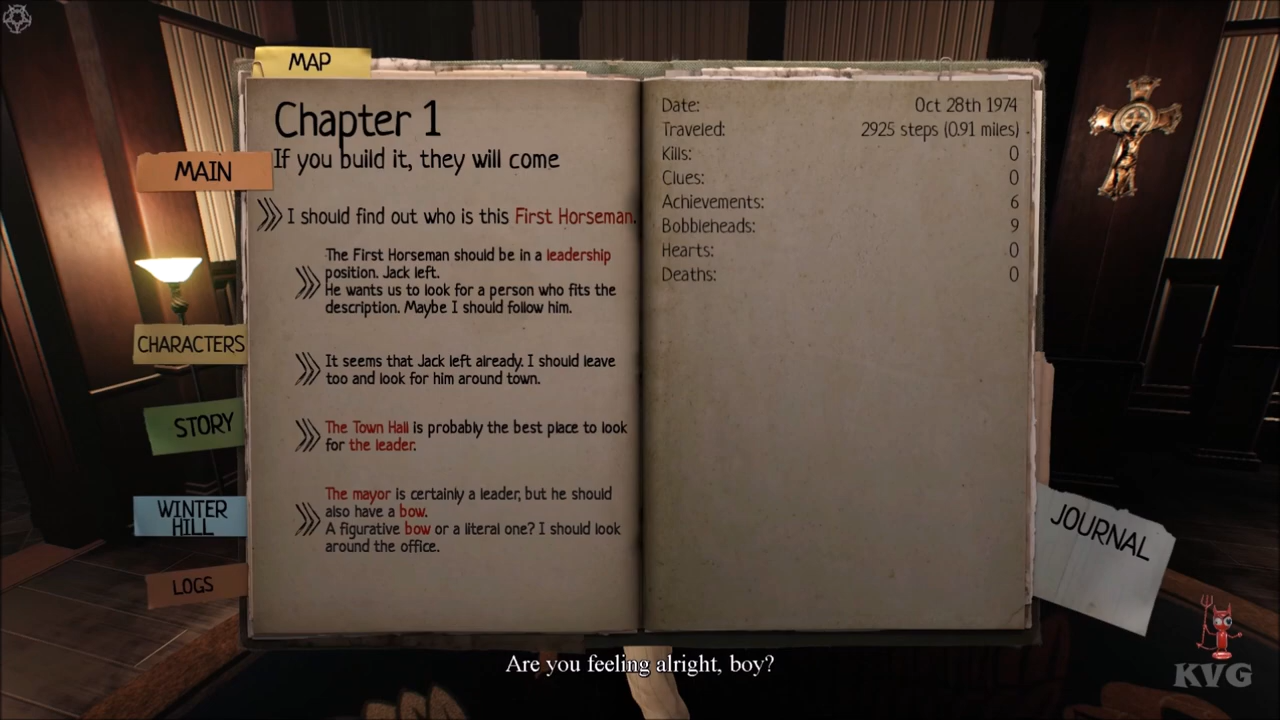 MAP
Chapter 1
If you build it, they will come
MAIN
I should find out who is this First Horseman.
The First Horseman should be in a leadership
position. Jack left.
He wants us to look for a person who fits the
description. Maybe I should follow him.
CHARACTERS
It seems that Jack left already. I should leave
too and look for him around town.
STORY
The Town Hall is probably the best place to look
for the leader.
The mayor is certainly a leader, but he should
also have a bow.
A figurative bow or a literal one? I should look
around the office.
WINTER
HILL
LOGS
Date: Oct 28th 1974
Traveled: 2925 steps (0.91 miles)
Kills: 0
Clues: 0
Achievements: 6
Bobbleheads: 9
Hearts: 0
Deaths: 0
JOURNAL
Are you feeling alright, boy?
KVG